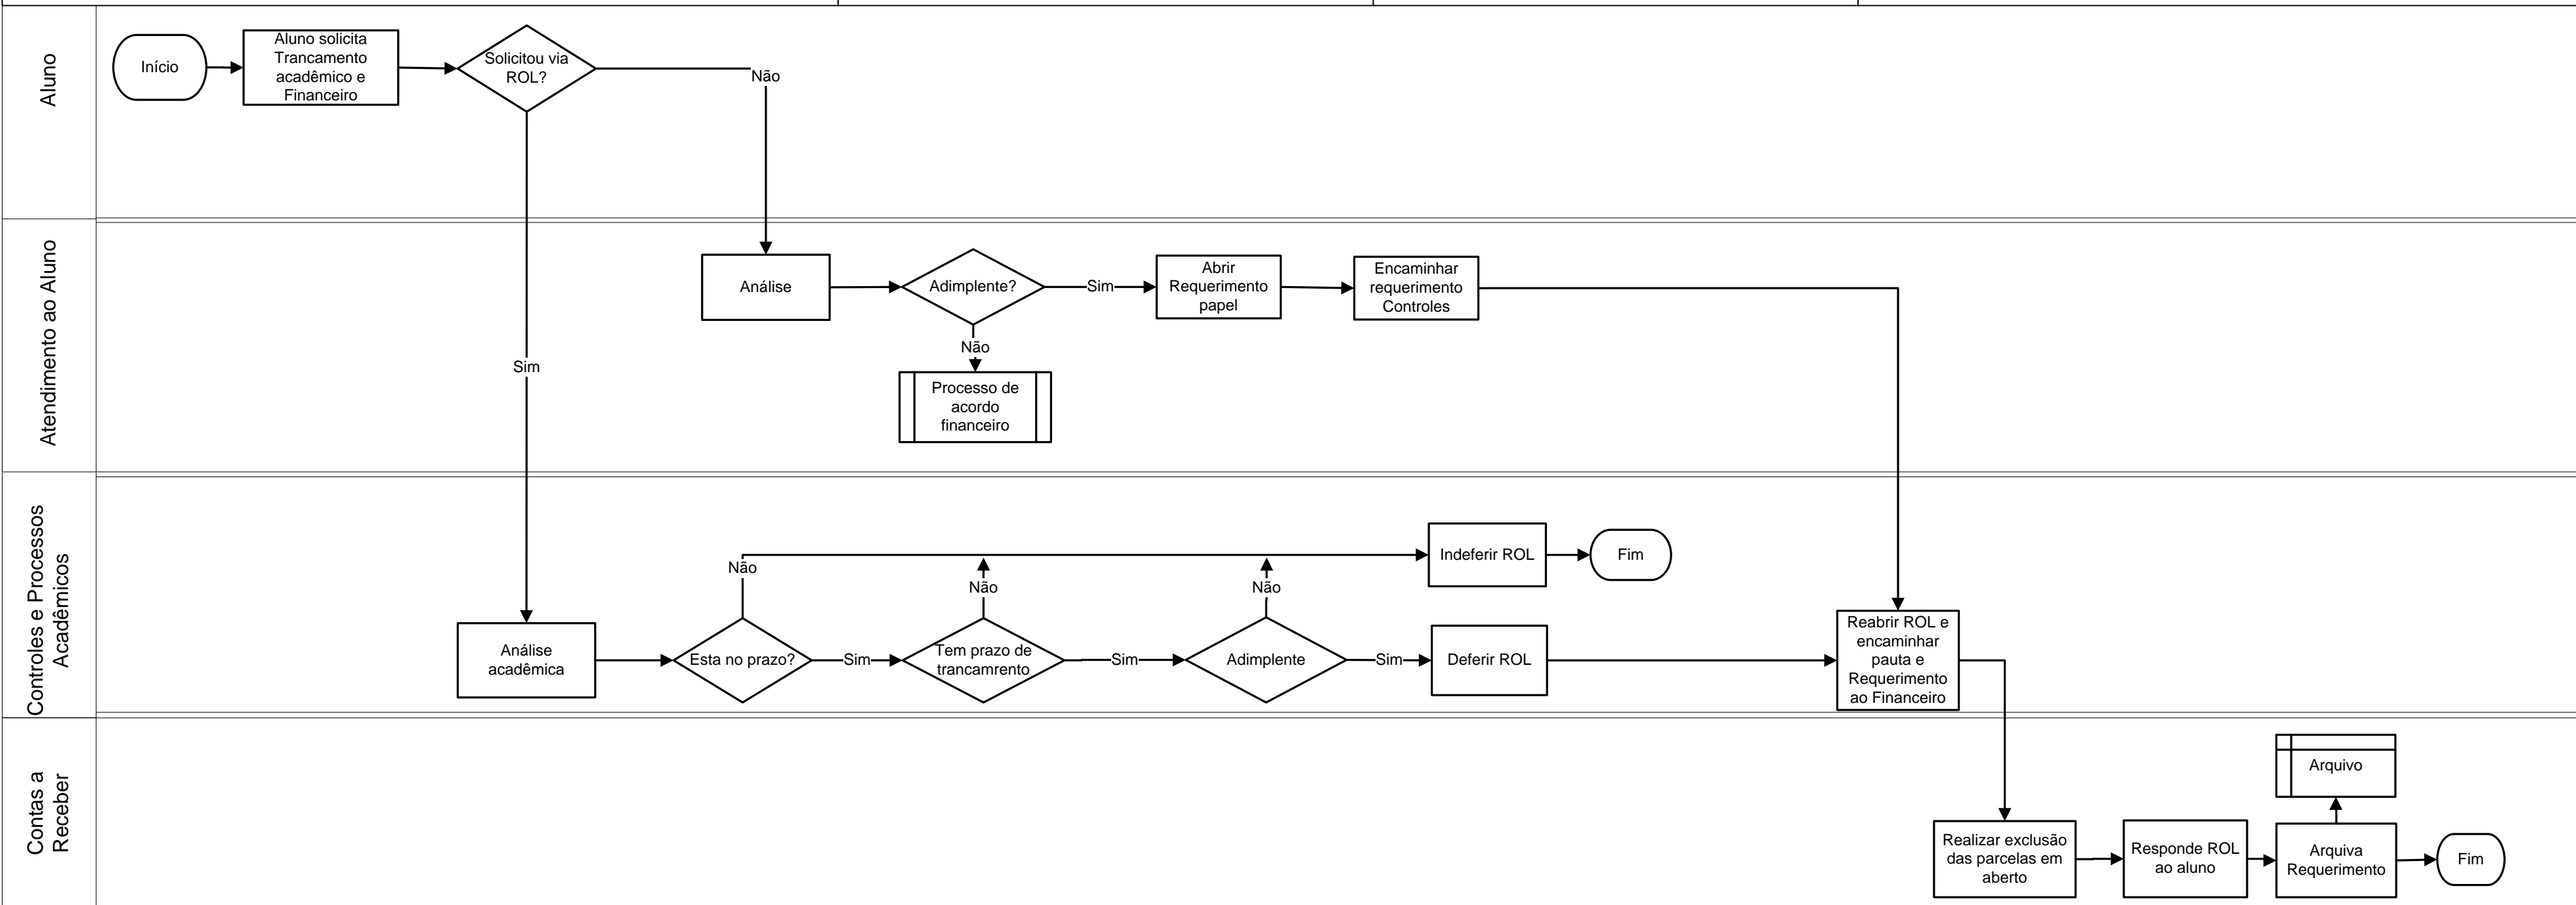 Aluno
Início
Aluno solicita
Trancamento
acadêmico e
Financeiro
Solicitou via
ROL?
Não
Sim
Atendimento ao Aluno
Análise
Adimplente?
Sim
Abrir
Requerimento
papel
Encaminhar
requerimento
Controles
Não
Processo de
acordo
financeiro
Controles e Processos
Acadêmicos
Análise
acadêmica
Esta no prazo?
Não
Sim
Tem prazo de
trancamrento
Não
Sim
Adimplente
Não
Sim
Indeferir ROL
Fim
Deferir ROL
Reabrir ROL e
encaminhar
pauta e
Requerimento
ao Financeiro
Contas a
Receber
Realizar exclusão
das parcelas em
aberto
Responde ROL
ao aluno
Arquiva
Requerimento
Arquivo
Fim